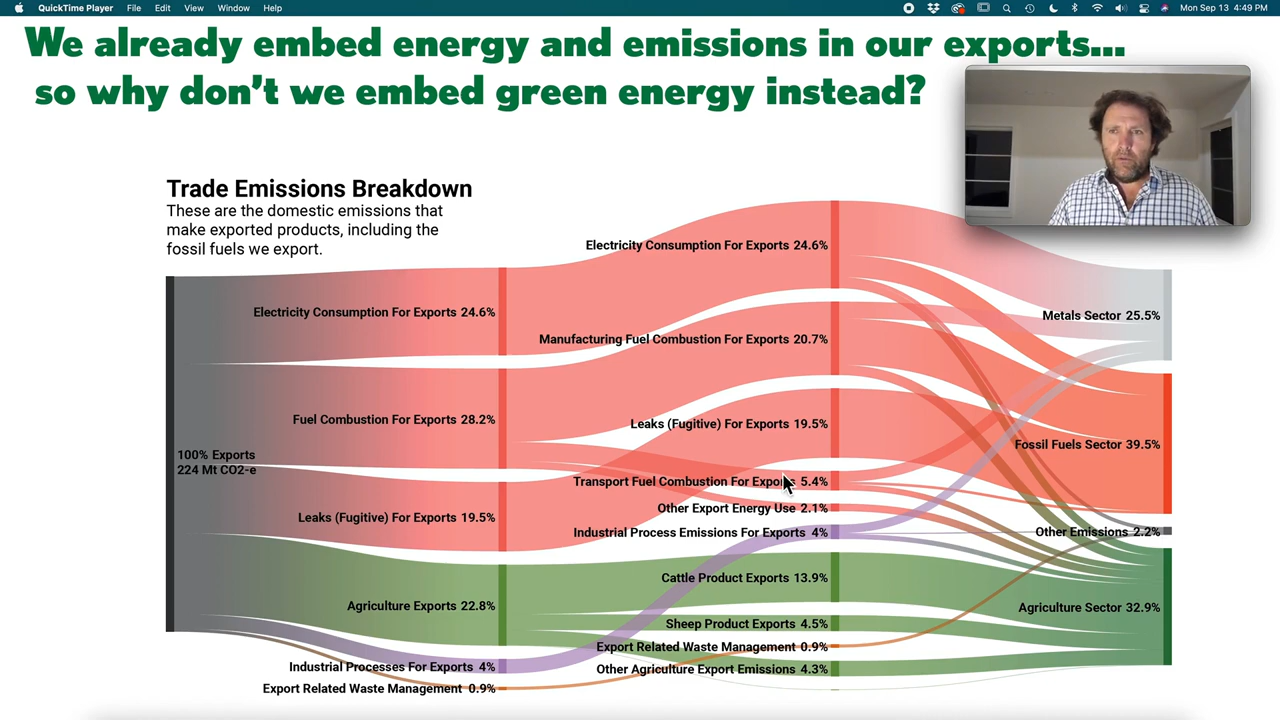 QuickTime Player File Edit View Window Help Mon Sep 13 4:49 PM
We already embed energy and emissions in our exports...
so why don't we embed green energy instead?
Trade Emissions Breakdown
These are the domestic emissions that
make exported products, including the
fossil fuels we export.
100% Exports
224 Mt CO2-e
Electricity Consumption For Exports 24.6%
Fuel Combustion For Exports 28.2%
Leaks (Fugitive) For Exports 19.5%
Agriculture Exports 22.8%
Industrial Processes For Exports 4%
Export Related Waste Management 0.9%
Electricity Consumption For Exports 24.6%
Manufacturing Fuel Combustion For Exports 20.7%
Leaks (Fugitive) For Exports 19.5%
Transport Fuel Combustion For Exports 5.4%
Other Export Energy Use 2.1%
Industrial Process Emissions For Exports 4%
Cattle Product Exports 13.9%
Sheep Product Exports 4.5%
Export Related Waste Management 0.9%
Other Agriculture Export Emissions 4.3%
Metals Sector 25.5%
Fossil Fuels Sector 39.5%
Other Emissions 2.2%
Agriculture Sector 32.9%